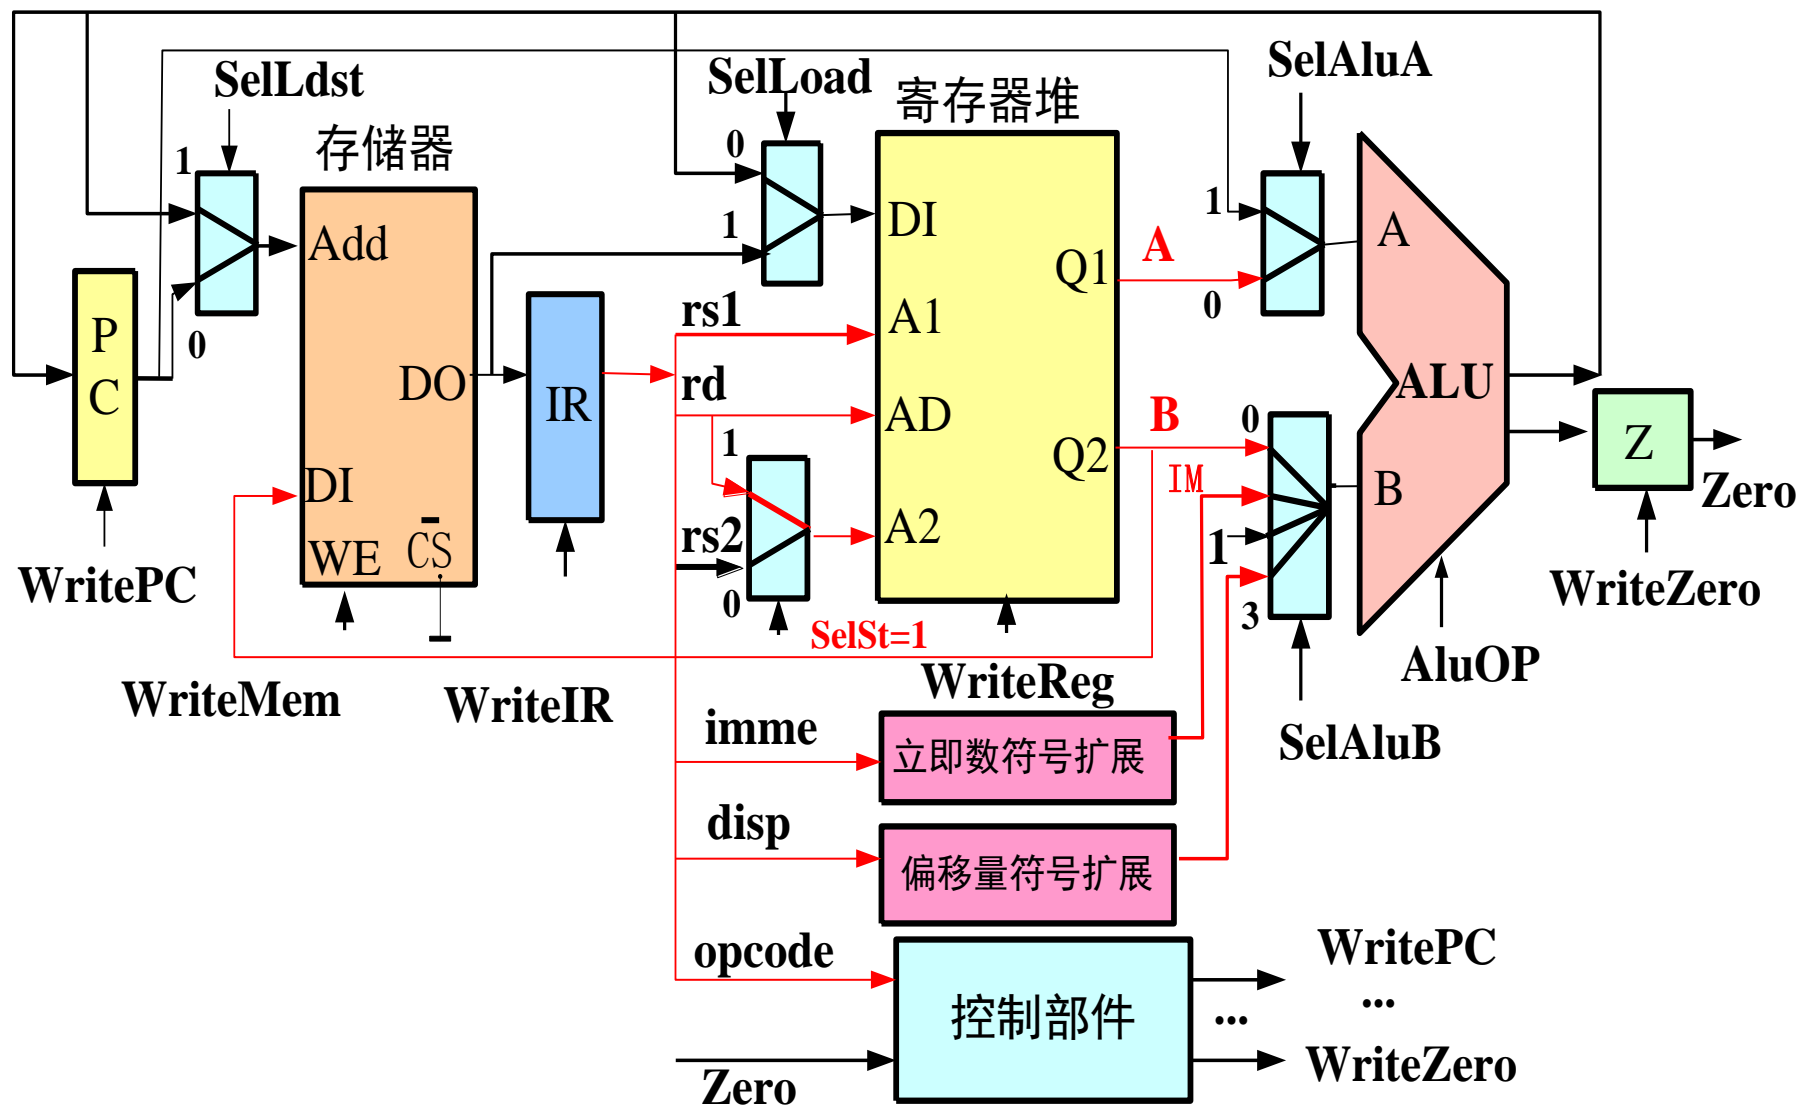 SelLdst
存储器
SelLoad
寄存器堆
SelAluA
1
0
Add
DO
DI
WE
CS
P
C
WritePC
WriteMem
IR
WriteIR
0
1
rs1
rd
1
rs2
0
SelSt=1
DI
A1
AD
A2
Q1
Q2
WriteReg
A
B
IM
1
0
0
1
3
SelAluB
A
B
ALU
AluOP
Z
Zero
WriteZero
imme
立即数符号扩展
disp
偏移量符号扩展
opcode
控制部件
Zero
WritePC
...
...
WriteZero